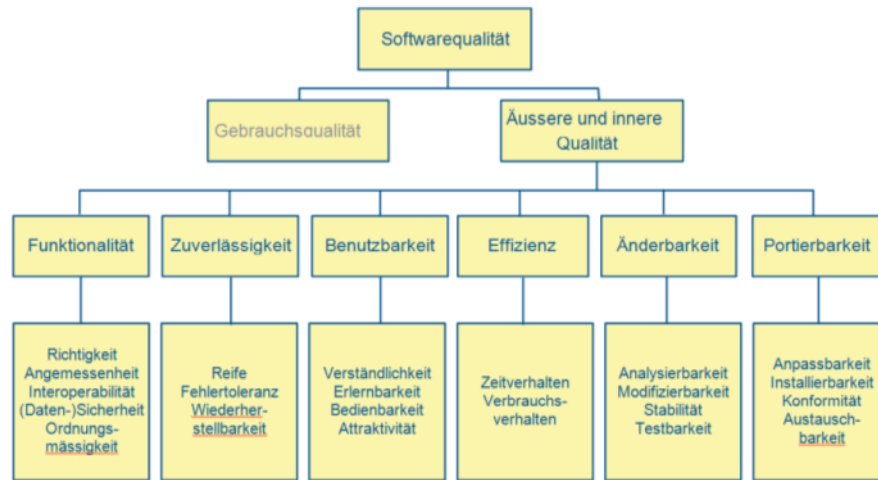 Softwarequalität
Gebrauchsqualität
Äussere und innere
Qualität
Funktionalität
Zuverlässigkeit
Benutzbarkeit
Effizienz
Änderbarkeit
Portierbarkeit
Richtigkeit
Angemessenheit
Interoperabilität
(Daten-)Sicherheit
Ordnungs-
mässigkeit
Reife
Fehlertoleranz
Wiederher-
stellbarkeit
Verständlichkeit
Erlernbarkeit
Bedienbarkeit
Attraktivität
Zeitverhalten
Verbrauchs-
verhalten
Analysierbarkeit
Modifizierbarkeit
Stabilität
Testbarkeit
Anpassbarkeit
Installierbarkeit
Konformität
Austausch-
barkeit